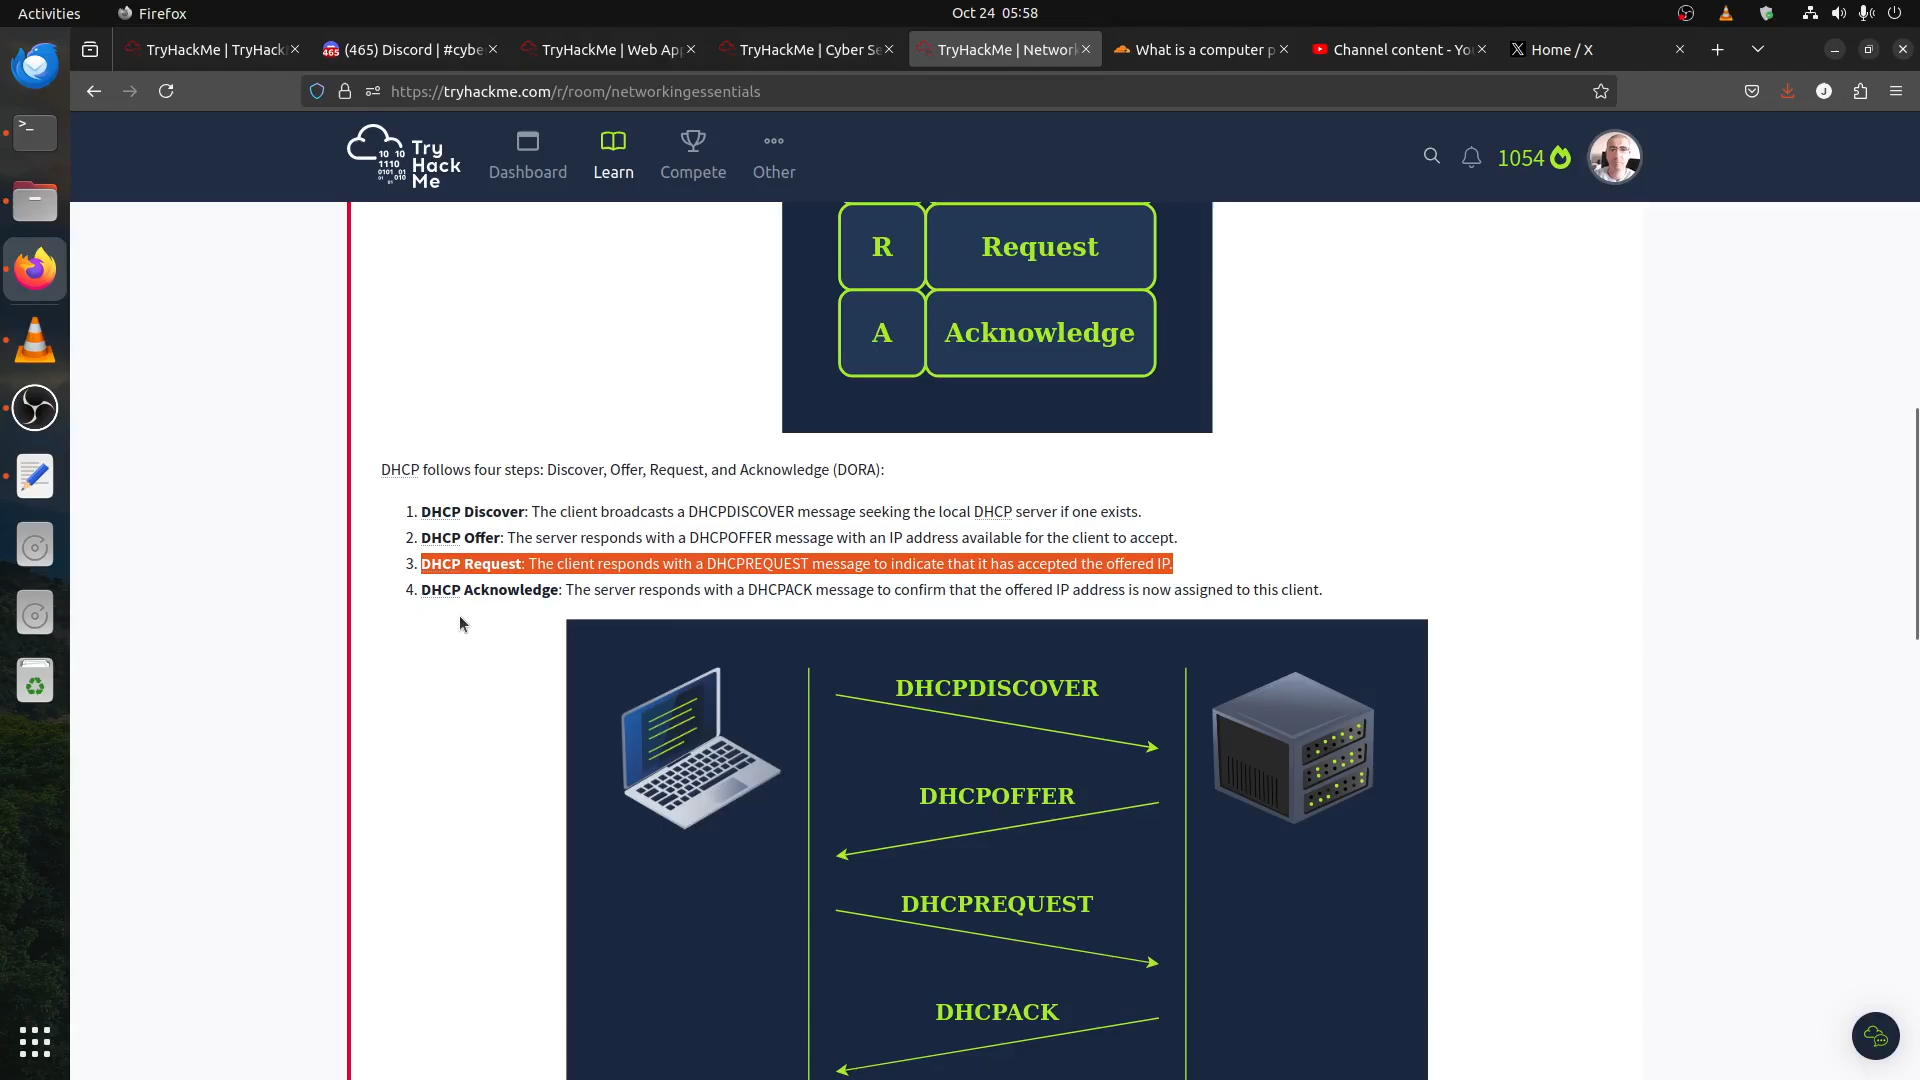 Activities
Firefox
Oct 24 05:58
TryHackMe | TryHack
(465) Discord | #cybe
TryHackMe | Web App
TryHackMe | Cyber Se
TryHackMe | Network
What is a computer p
Channel content - You
Home / X
https://tryhackme.com/r/room/networkingessentials
J
Try
Hack
Me
Dashboard
Learn
Compete
Other
1054
R
Request
A
Acknowledge
DHCP follows four steps: Discover, Offer, Request, and Acknowledge (DORA):
1. DHCP Discover: The client broadcasts a DHCPDISCOVER message seeking the local DHCP server if one exists.
2. DHCP Offer: The server responds with a DHCPOFFER message with an IP address available for the client to accept.
3. DHCP Request: The client responds with a DHCPREQUEST message to indicate that it has accepted the offered IP.
4. DHCP Acknowledge: The server responds with a DHCPACK message to confirm that the offered IP address is now assigned to this client.
DHCPDISCOVER
DHCPOFFER
DHCPREQUEST
DHCPACK